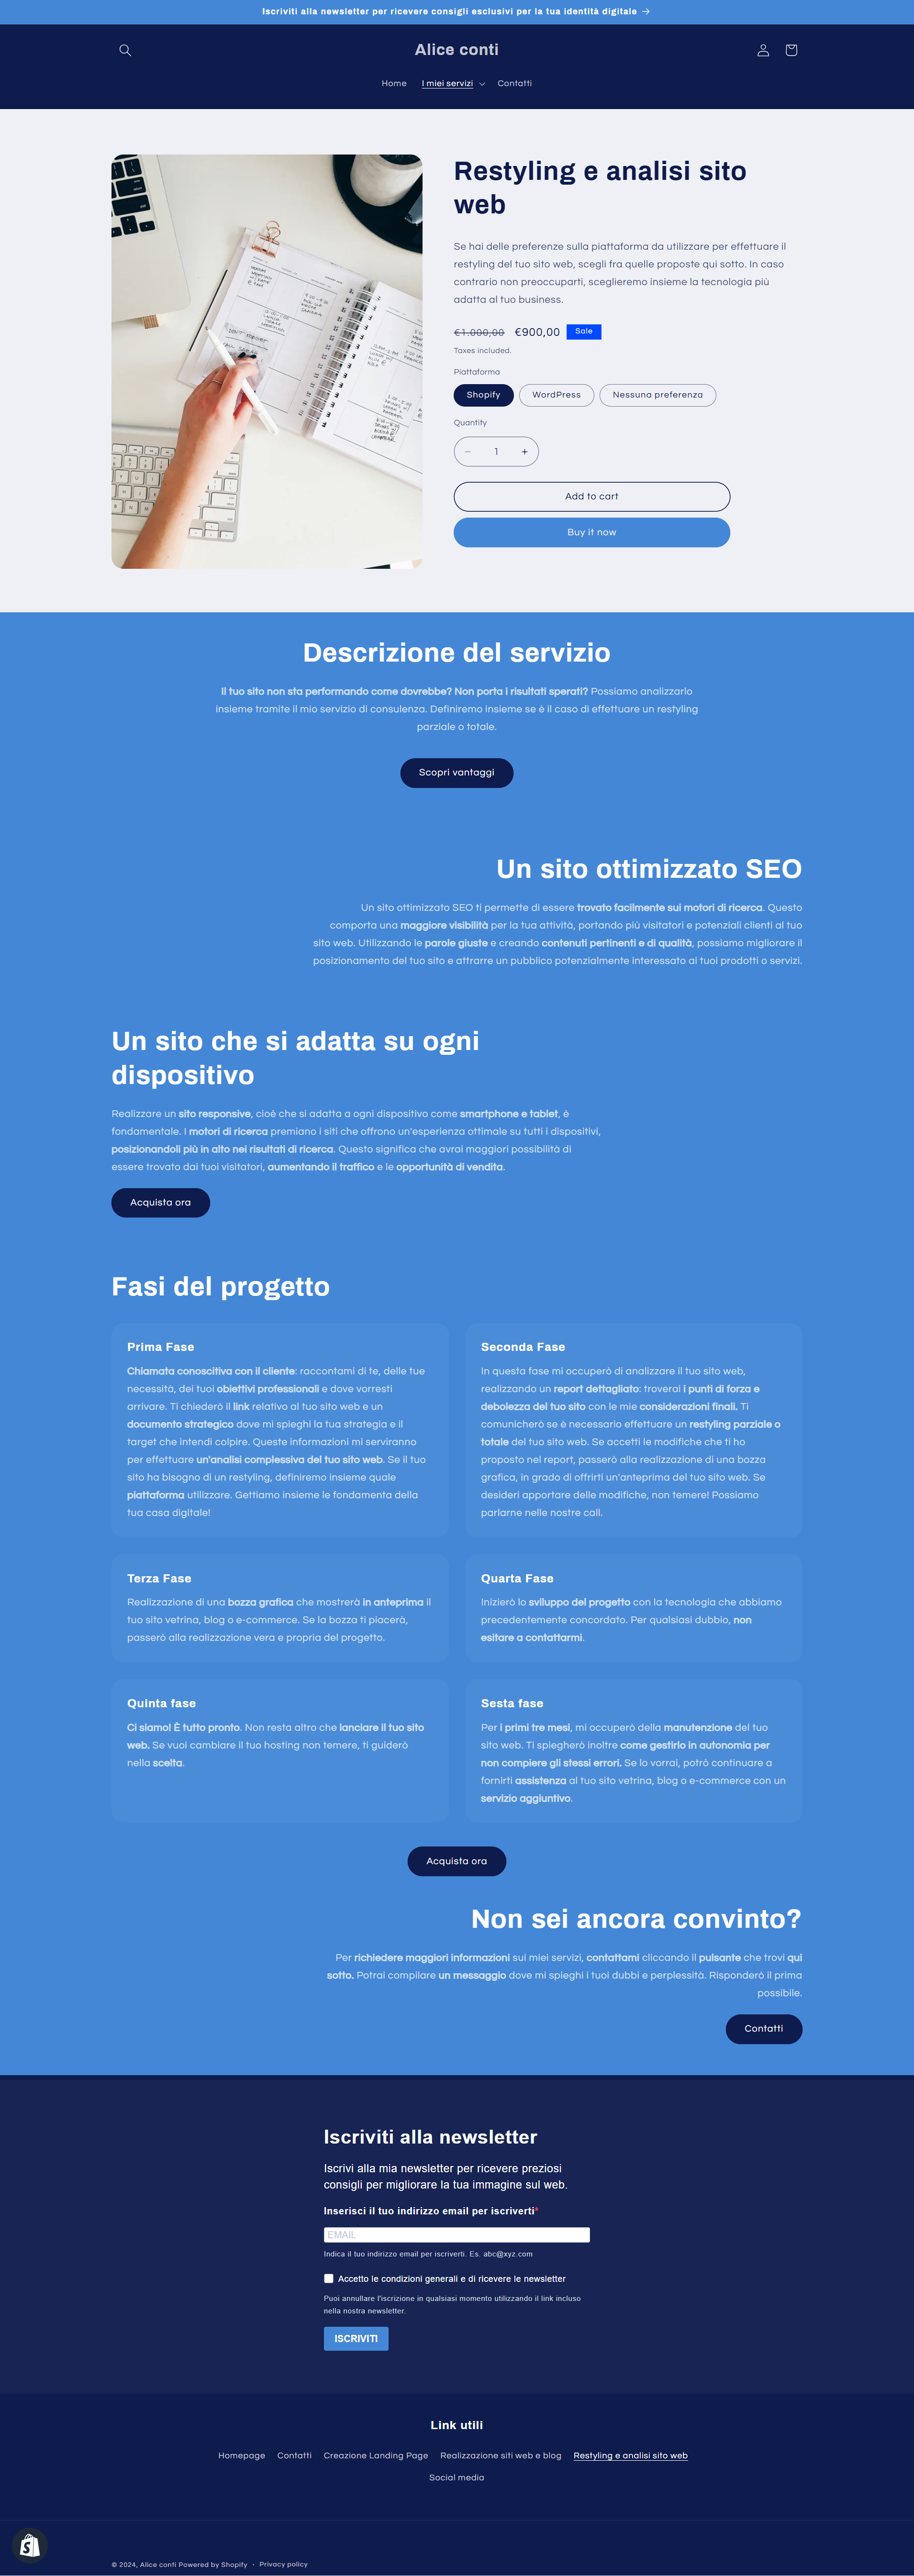 Iscriviti alla newsletter per ricevere consigli esclusivi per la tua identità digitale →
Alice conti
Home
I miei servizi
Contatti
Restyling e analisi sito
web
Se hai delle preferenze sulla piattaforma da utilizzare per effettuare il
restyling del tuo sito web, scegli fra quelle proposte qui sotto. In caso
contrario non preoccuparti, sceglieremo insieme la tecnologia più
adatta al tuo business.
€1.000,00 €900,00 Sale
Taxes included.
Piattaforma
Shopify
WordPress
Nessuna preferenza
Quantity
− 1 +
Add to cart
Buy it now
Descrizione del servizio
Il tuo sito non sta performando come dovrebbe? Non porta i risultati sperati? Possiamo analizzarlo
insieme tramite il mio servizio di consulenza. Definiremo insieme se è il caso di effettuare un restyling
parziale o totale.
Scopri vantaggi
Un sito ottimizzato SEO
Un sito ottimizzato SEO ti permette di essere trovato facilmente sui motori di ricerca. Questo
comporta una maggiore visibilità per la tua attività, portando più visitatori e potenziali clienti al tuo
sito web. Utilizzando le parole giuste e creando contenuti pertinenti e di qualità, possiamo migliorare il
posizionamento del tuo sito e attrarre un pubblico potenzialmente interessato ai tuoi prodotti o servizi.
Un sito che si adatta su ogni
dispositivo
Realizzare un sito responsive, cioè che si adatta a ogni dispositivo come smartphone e tablet, è
fondamentale. I motori di ricerca premiano i siti che offrono un'esperienza ottimale su tutti i dispositivi,
posizionandoli più in alto nei risultati di ricerca. Questo significa che avrai maggiori possibilità di
essere trovato dai tuoi visitatori, aumentando il traffico e le opportunità di vendita.
Acquista ora
Fasi del progetto
Prima Fase
Chiamata conoscitiva con il cliente: raccontami di te, delle tue
necessità, dei tuoi obiettivi professionali e dove vorresti
arrivare. Ti chiederò il link relativo al tuo sito web e un
documento strategico dove mi spieghi la tua strategia e il
target che intendi colpire. Queste informazioni mi serviranno
per effettuare un'analisi complessiva del tuo sito web. Se il tuo
sito ha bisogno di un restyling, definiremo insieme quale
piattaforma utilizzare. Gettiamo insieme le fondamenta della
tua casa digitale!
Seconda Fase
In questa fase mi occuperò di analizzare il tuo sito web,
realizzando un report dettagliato: troverai i punti di forza e
debolezza del tuo sito con le mie considerazioni finali. Ti
comunicherò se è necessario effettuare un restyling parziale o
totale del tuo sito web. Se accetti le modifiche che ti ho
proposto nel report, passerò alla realizzazione di una bozza
grafica, in grado di offrirti un'anteprima del tuo sito web. Se
desideri apportare delle modifiche, non temere! Possiamo
parlarne nelle nostre call.
Terza Fase
Realizzazione di una bozza grafica che mostrerà in anteprima il
tuo sito vetrina, blog o e-commerce. Se la bozza ti piacerà,
passerò alla realizzazione vera e propria del progetto.
Quarta Fase
Inizierò lo sviluppo del progetto con la tecnologia che abbiamo
precedentemente concordato. Per qualsiasi dubbio, non
esitare a contattarmi.
Quinta fase
Ci siamo! È tutto pronto. Non resta altro che lanciare il tuo sito
web. Se vuoi cambiare il tuo hosting non temere, ti guiderò
nella scelta.
Sesta fase
Per i primi tre mesi, mi occuperò della manutenzione del tuo
sito web. Ti spiegherò inoltre come gestirlo in autonomia per
non compiere gli stessi errori. Se lo vorrai, potrò continuare a
fornirti assistenza al tuo sito vetrina, blog o e-commerce con un
servizio aggiuntivo.
Acquista ora
Non sei ancora convinto?
Per richiedere maggiori informazioni sui miei servizi, contattami cliccando il pulsante che trovi qui
sotto. Potrai compilare un messaggio dove mi spieghi i tuoi dubbi e perplessità. Risponderò il prima
possibile.
Contatti
Iscriviti alla newsletter
Iscrivi alla mia newsletter per ricevere preziosi
consigli per migliorare la tua immagine sul web.
Inserisci il tuo indirizzo email per iscriverti*
EMAIL
Indica il tuo indirizzo email per iscriverti. Es. abc@xyz.com
Accetto le condizioni generali e di ricevere le newsletter
Puoi annullare l'iscrizione in qualsiasi momento utilizzando il link incluso
nella nostra newsletter.
ISCRIVITI
Link utili
Homepage
Contatti
Creazione Landing Page
Realizzazione siti web e blog
Restyling e analisi sito web
Social media
© 2024, Alice conti Powered by Shopify · Privacy policy